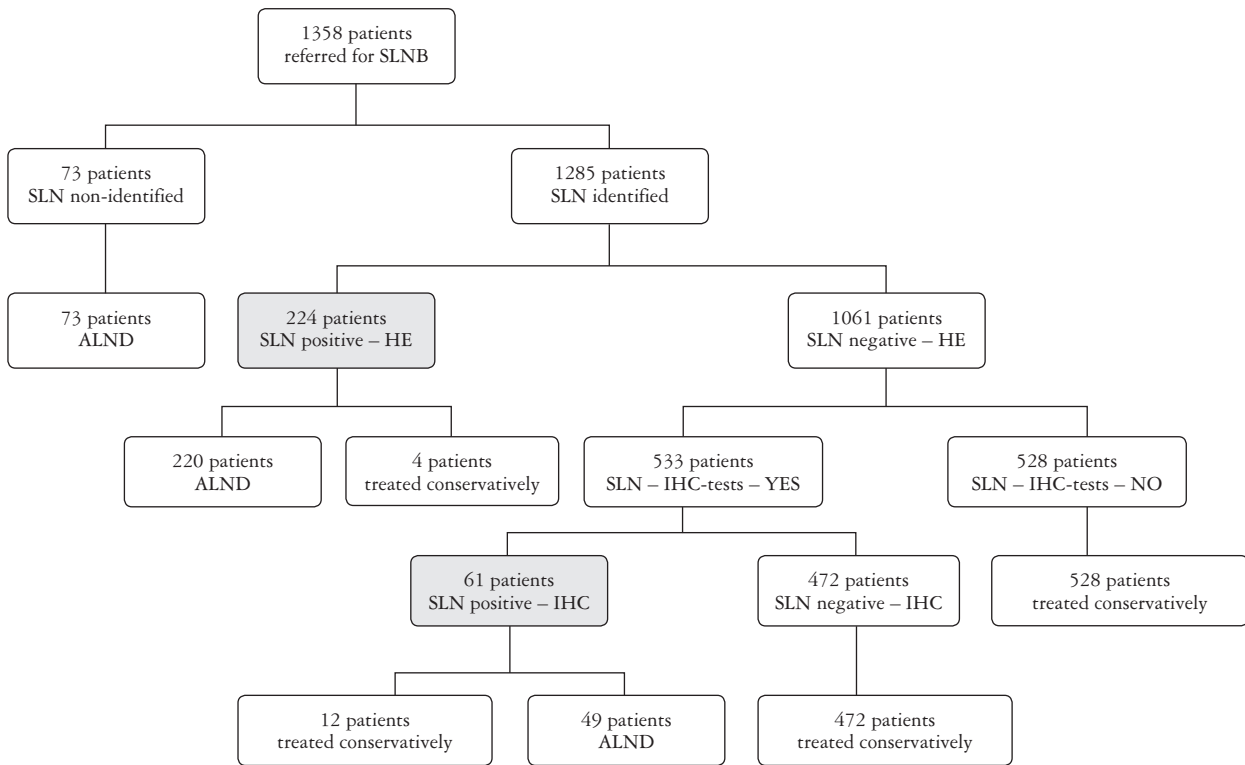 1358 patients
referred for SLNB
73 patients
SLN non-identified
1285 patients
SLN identified
73 patients
ALND
224 patients
SLN positive – HE
1061 patients
SLN negative – HE
220 patients
ALND
4 patients
treated conservatively
533 patients
SLN – IHC-tests – YES
528 patients
SLN – IHC-tests – NO
61 patients
SLN positive – IHC
472 patients
SLN negative – IHC
528 patients
treated conservatively
12 patients
treated conservatively
49 patients
ALND
472 patients
treated conservatively